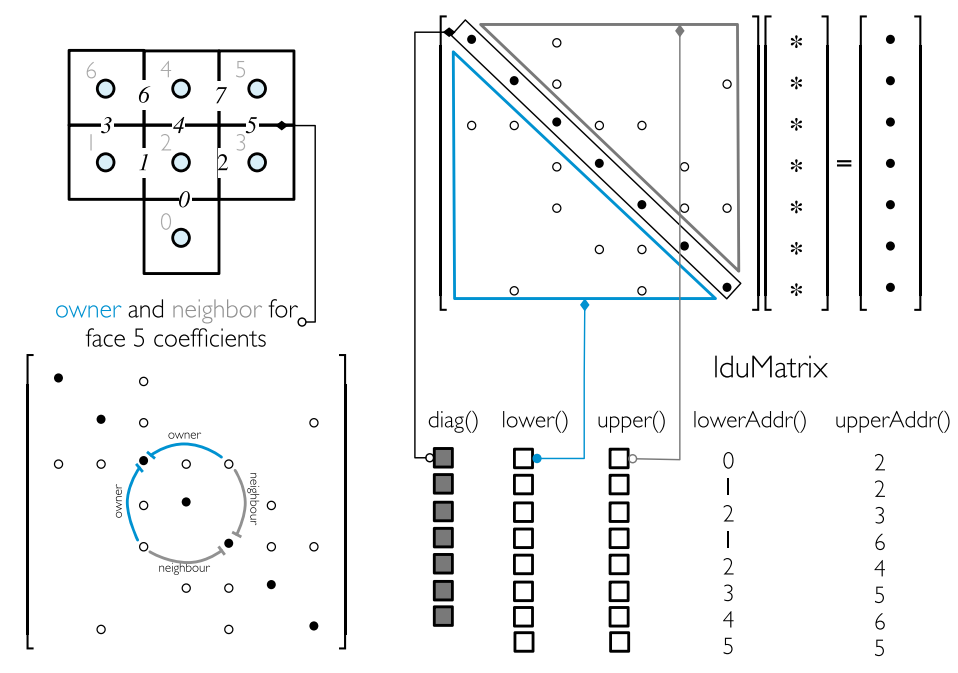 6 4 5
6 7
3 4 5
1 2 3
1 2
0
0
owner and neighbor for
face 5 coefficients
owner
owner
neighbour
neighbour
* 
*
*
* =
*
*
*
lduMatrix
diag() lower() upper() lowerAddr() upperAddr()
0 2
1 2
2 3
1 6
2 4
3 5
4 6
5 5